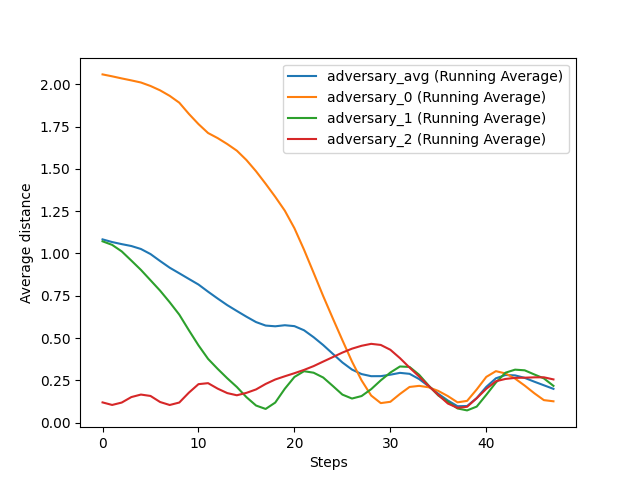 adversary_avg (Running Average)
adversary_0 (Running Average)
adversary_1 (Running Average)
adversary_2 (Running Average)
2.00
1.75
1.50
1.25
1.00
0.75
0.50
0.25
0.00
Average distance
0 10 20 30 40
Steps